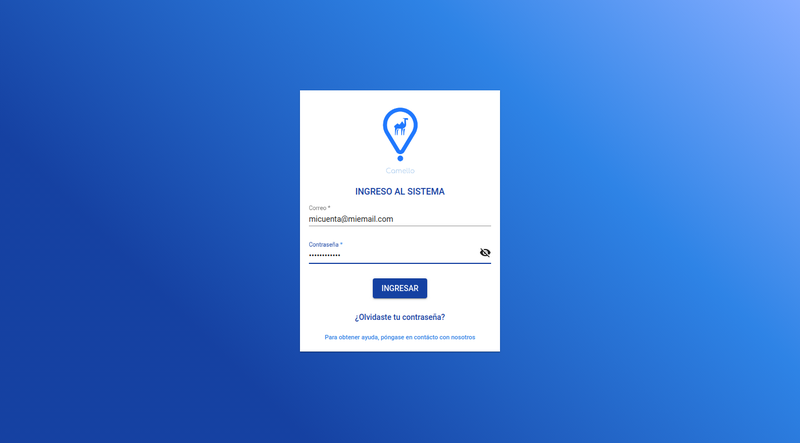 Camello
INGRESO AL SISTEMA
Correo *
micuenta@miemail.com
Contraseña *
••••••••••••
INGRESAR
¿Olvidaste tu contraseña?
Para obtener ayuda, póngase en contácto con nosotros